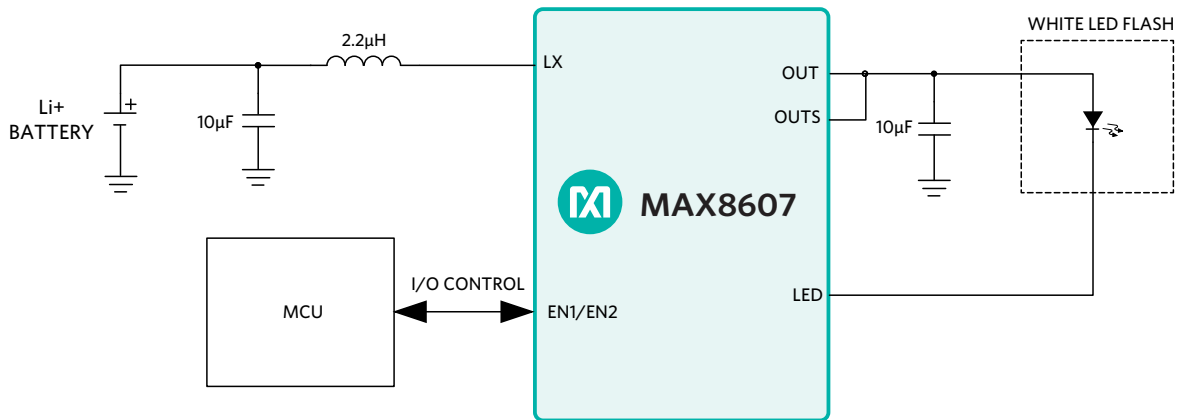 WHITE LED FLASH
2.2µH
LX
OUT
Li+
BATTERY
+
10µF
OUTS
10µF
MAX8607
I/O CONTROL
LED
MCU
EN1/EN2